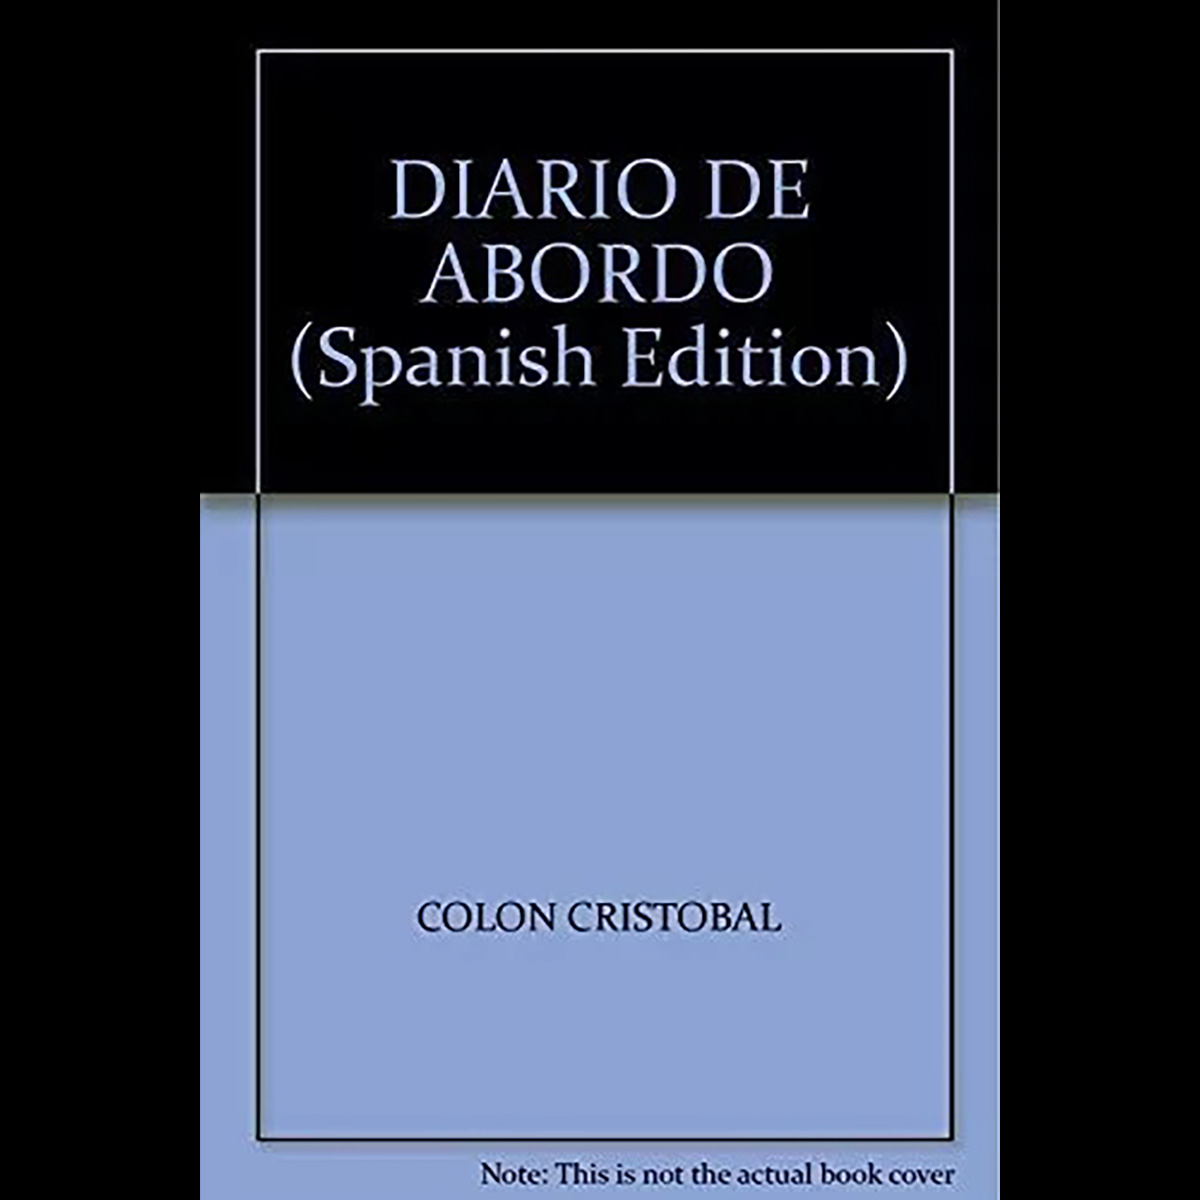 DIARIO DE
ABORDO
(Spanish Edition)
COLON CRISTOBAL
Note: This is not the actual book cover